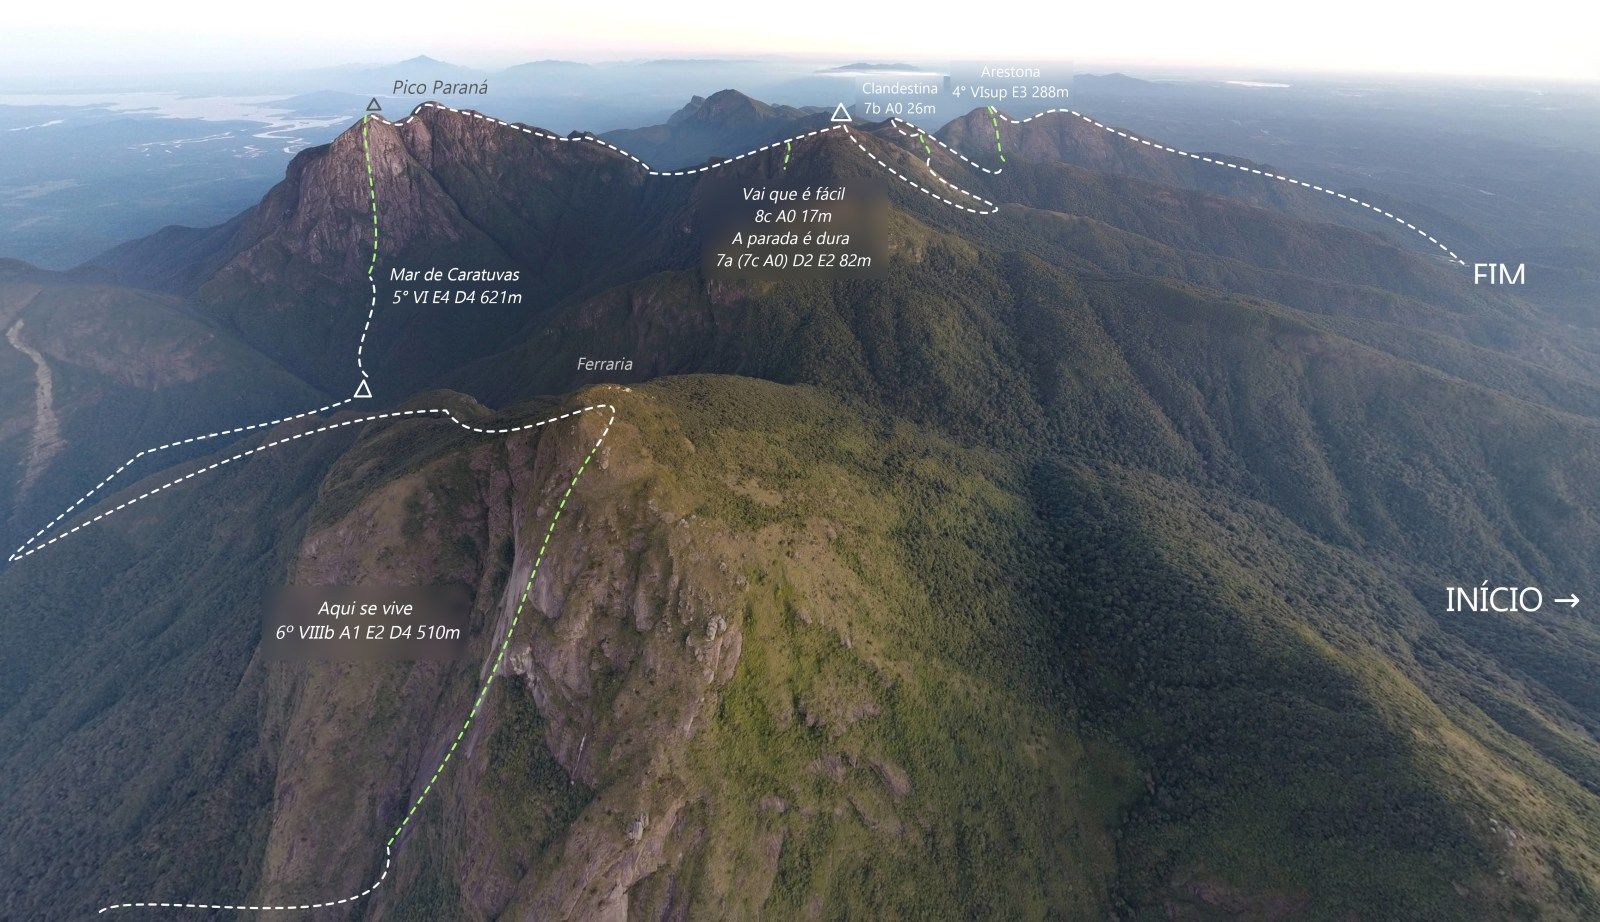 Pico Paraná
Clandestina
7b A0 26m
Arestona
4° VIsup E3 288m
Vai que é fácil
8c A0 17m
A parada é dura
7a (7c A0) D2 E2 82m
Mar de Caratuvas
5° VI E4 D4 621m
FIM
Ferraria
INÍCIO →
Aqui se vive
6º VIIIb A1 E2 D4 510m